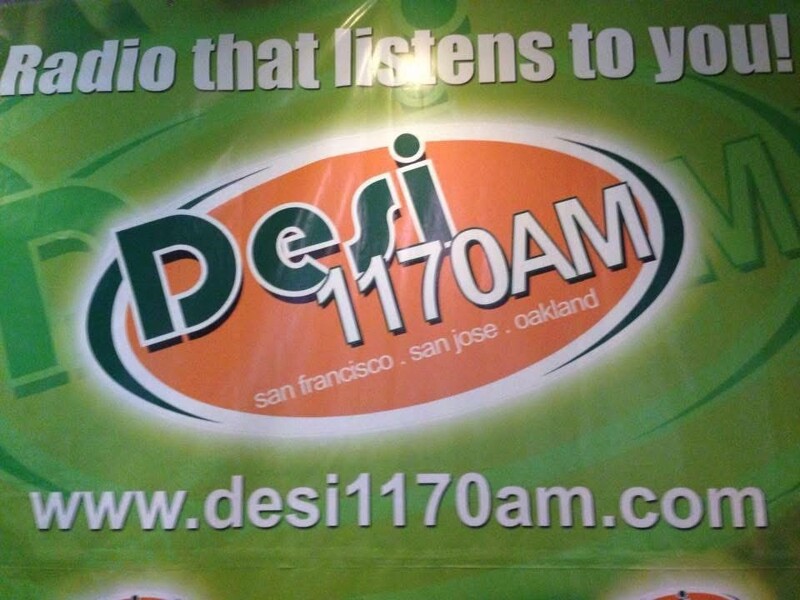 Radio that listens to you!
Desi
1170AM
san francisco . san jose . oakland
www.desi1170am.com